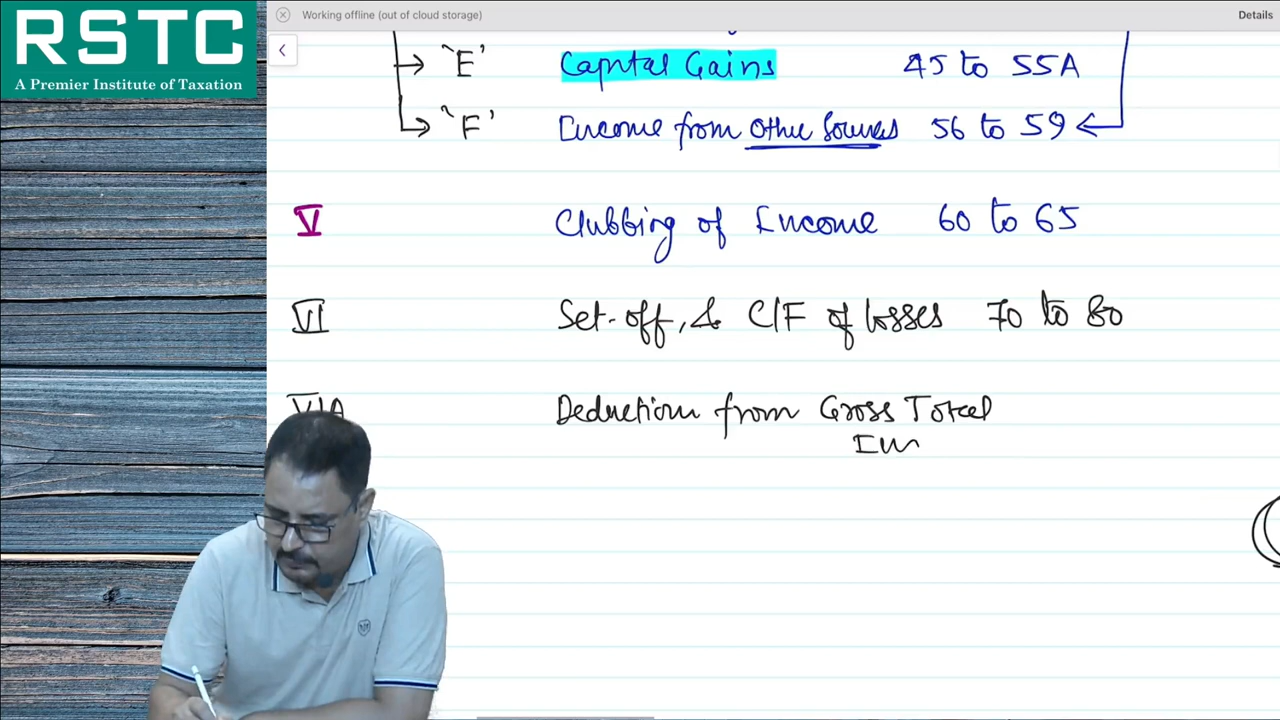 RSTC
A Premier Institute of Taxation
Working offline (out of cloud storage)
Details
→ 'E' Capital Gains 45 to 55A
→ 'F' Income from Other Sources 56 to 59 ←
V Clubbing of Income 60 to 65
VI Set-off, & C/F of losses 70 to 80
VIA Deductions from Gross Total